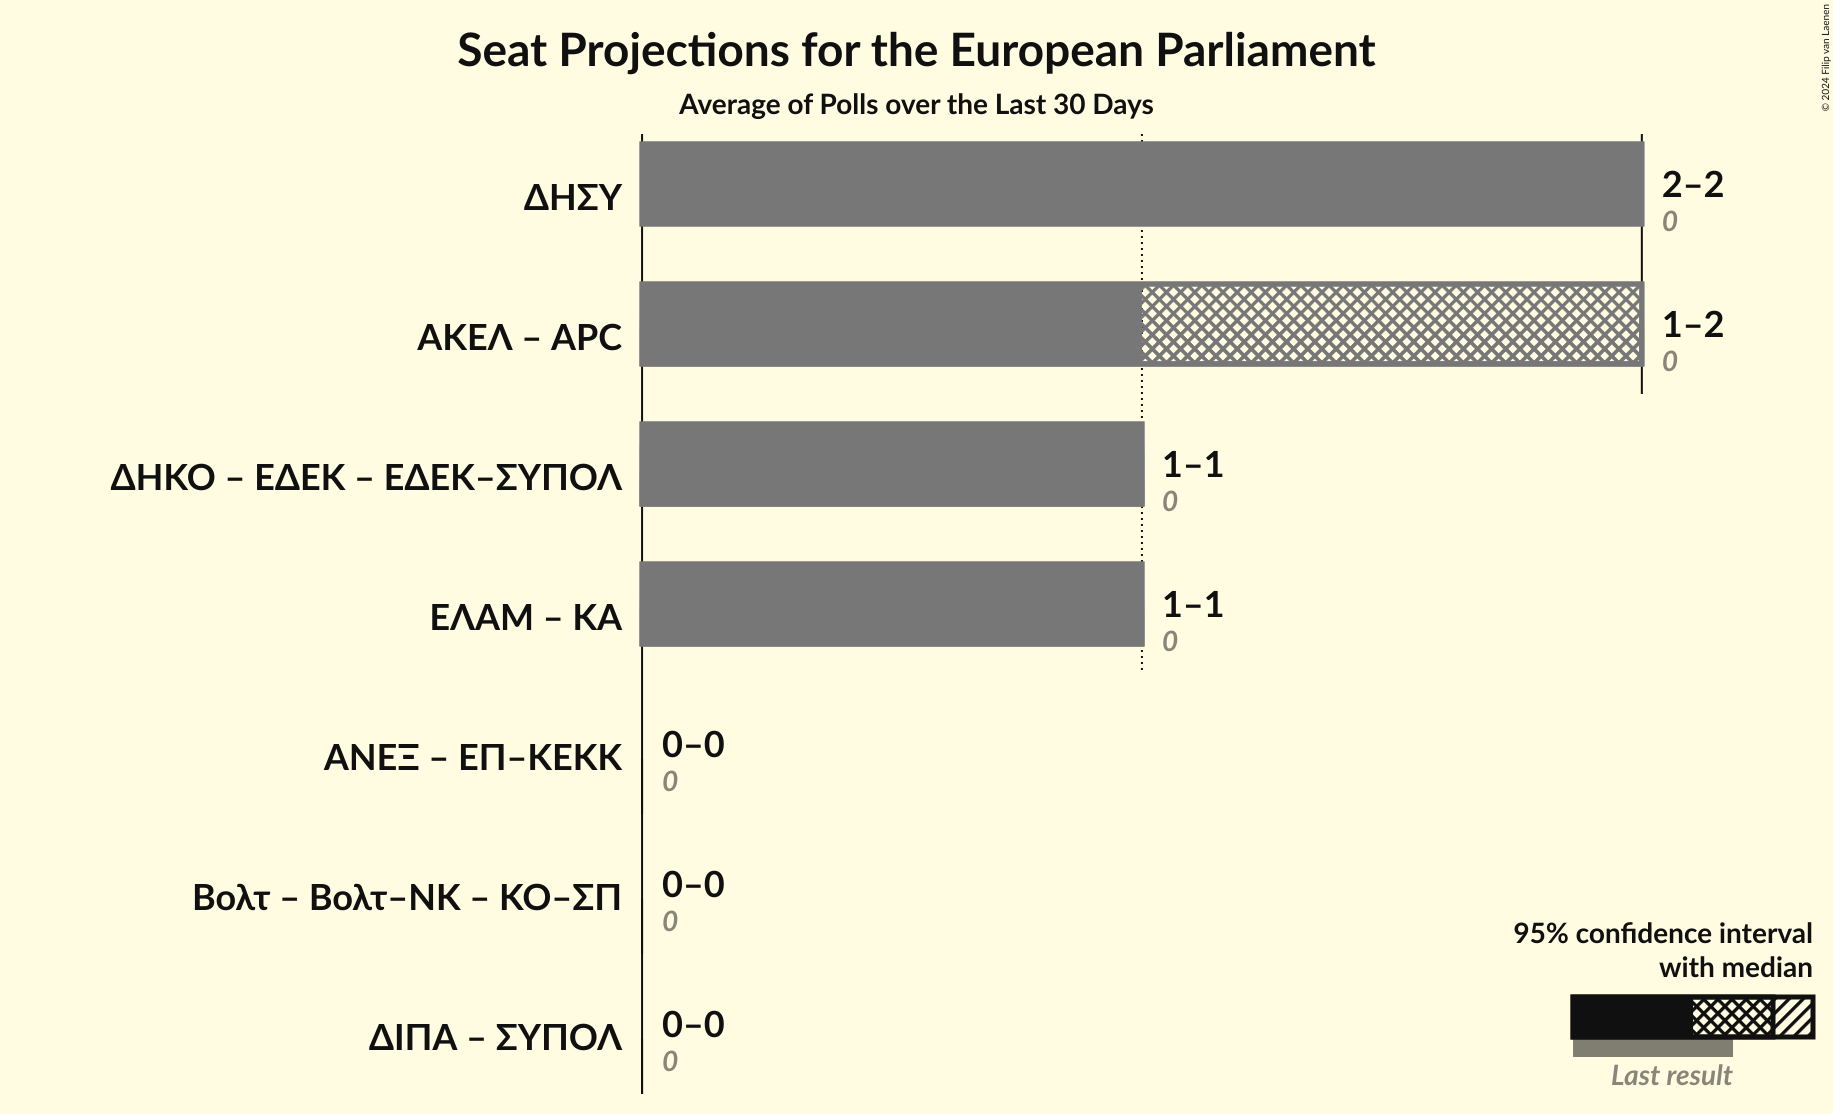 Seat Projections for the European Parliament
Average of Polls over the Last 30 Days
© 2024 Filip van Laenen
ΔΗΣΥ
2–2
0
ΑΚΕΛ – APC
1–2
0
ΔΗΚΟ – ΕΔΕΚ – ΕΔΕΚ–ΣΥΠΟΛ
1–1
0
ΕΛΑΜ – ΚΑ
1–1
0
ΑΝΕΞ – ΕΠ–ΚΕΚΚ
0–0
0
Βολτ – Βολτ–ΝΚ – ΚΟ–ΣΠ
0–0
0
ΔΙΠΑ – ΣΥΠΟΛ
0–0
0
95% confidence interval
with median
Last result